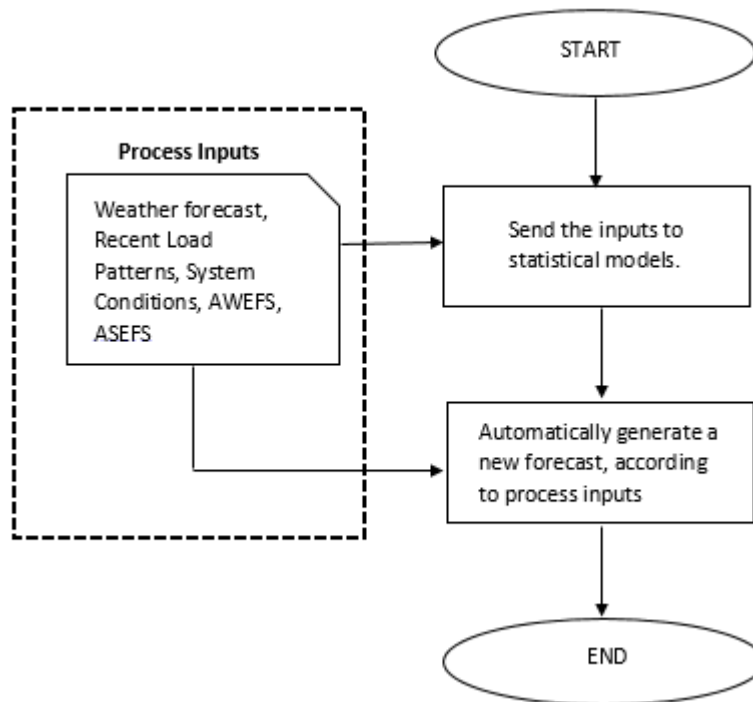 START
Process Inputs
Weather forecast,
Recent Load
Patterns, System
Conditions, AWEFS,
ASEFS
Send the inputs to
statistical models.
Automatically generate a
new forecast, according
to process inputs
END